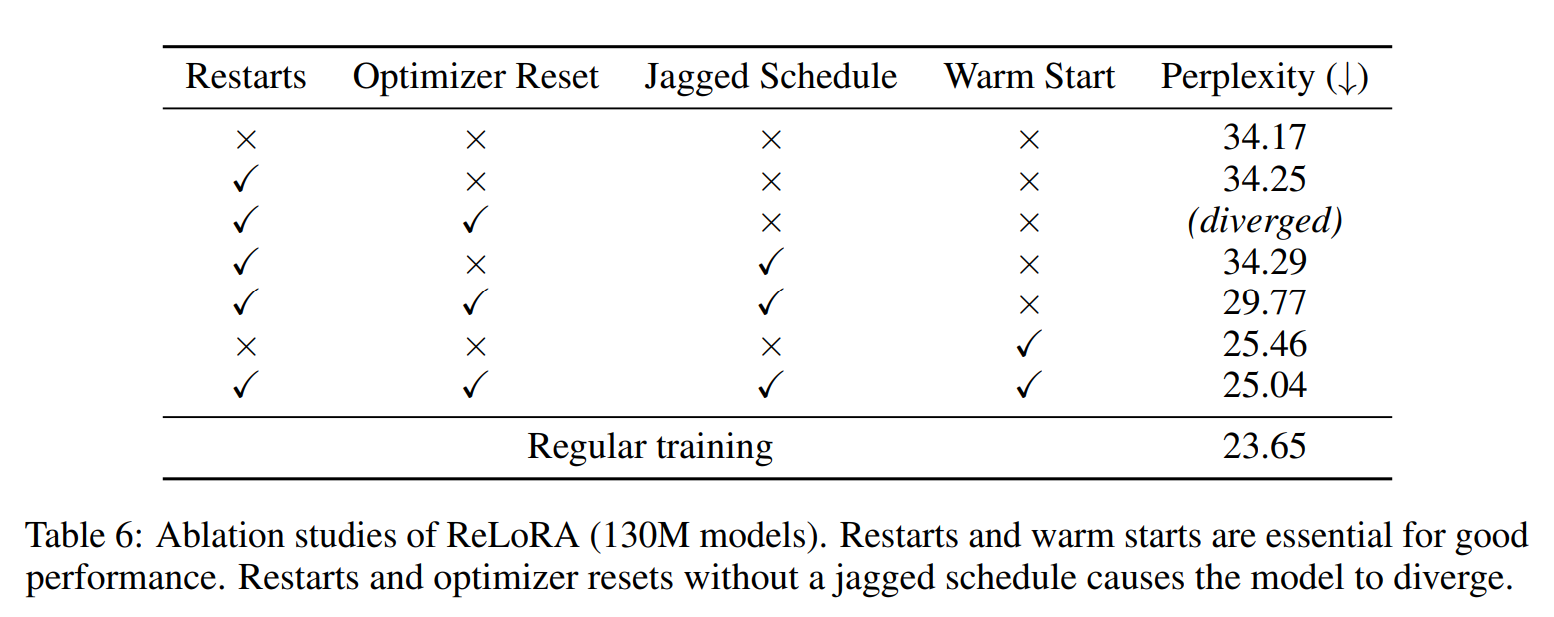 Restarts Optimizer Reset Jagged Schedule Warm Start Perplexity (↓)
× × × × 34.17
✓ × × × 34.25
✓ ✓ × × (diverged)
✓ × ✓ × 34.29
✓ ✓ ✓ × 29.77
× × × ✓ 25.46
✓ ✓ ✓ ✓ 25.04
Regular training 23.65
Table 6: Ablation studies of ReLoRA (130M models). Restarts and warm starts are essential for good
performance. Restarts and optimizer resets without a jagged schedule causes the model to diverge.